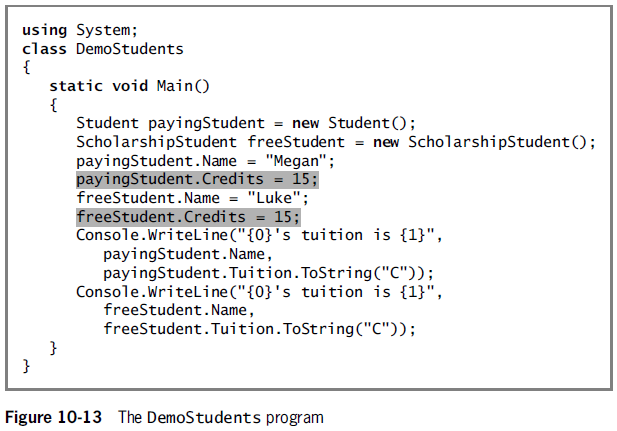 using System;
class DemoStudents
{
   static void Main()
   {
      Student payingStudent = new Student();
      ScholarshipStudent freeStudent = new ScholarshipStudent();
      payingStudent.Name = "Megan";
      payingStudent.Credits = 15;
      freeStudent.Name = "Luke";
      freeStudent.Credits = 15;
      Console.WriteLine("{0}'s tuition is {1}",
         payingStudent.Name,
         payingStudent.Tuition.ToString("C"));
      Console.WriteLine("{0}'s tuition is {1}",
         freeStudent.Name,
         freeStudent.Tuition.ToString("C"));
   }
}
Figure 10-13 The DemoStudents program